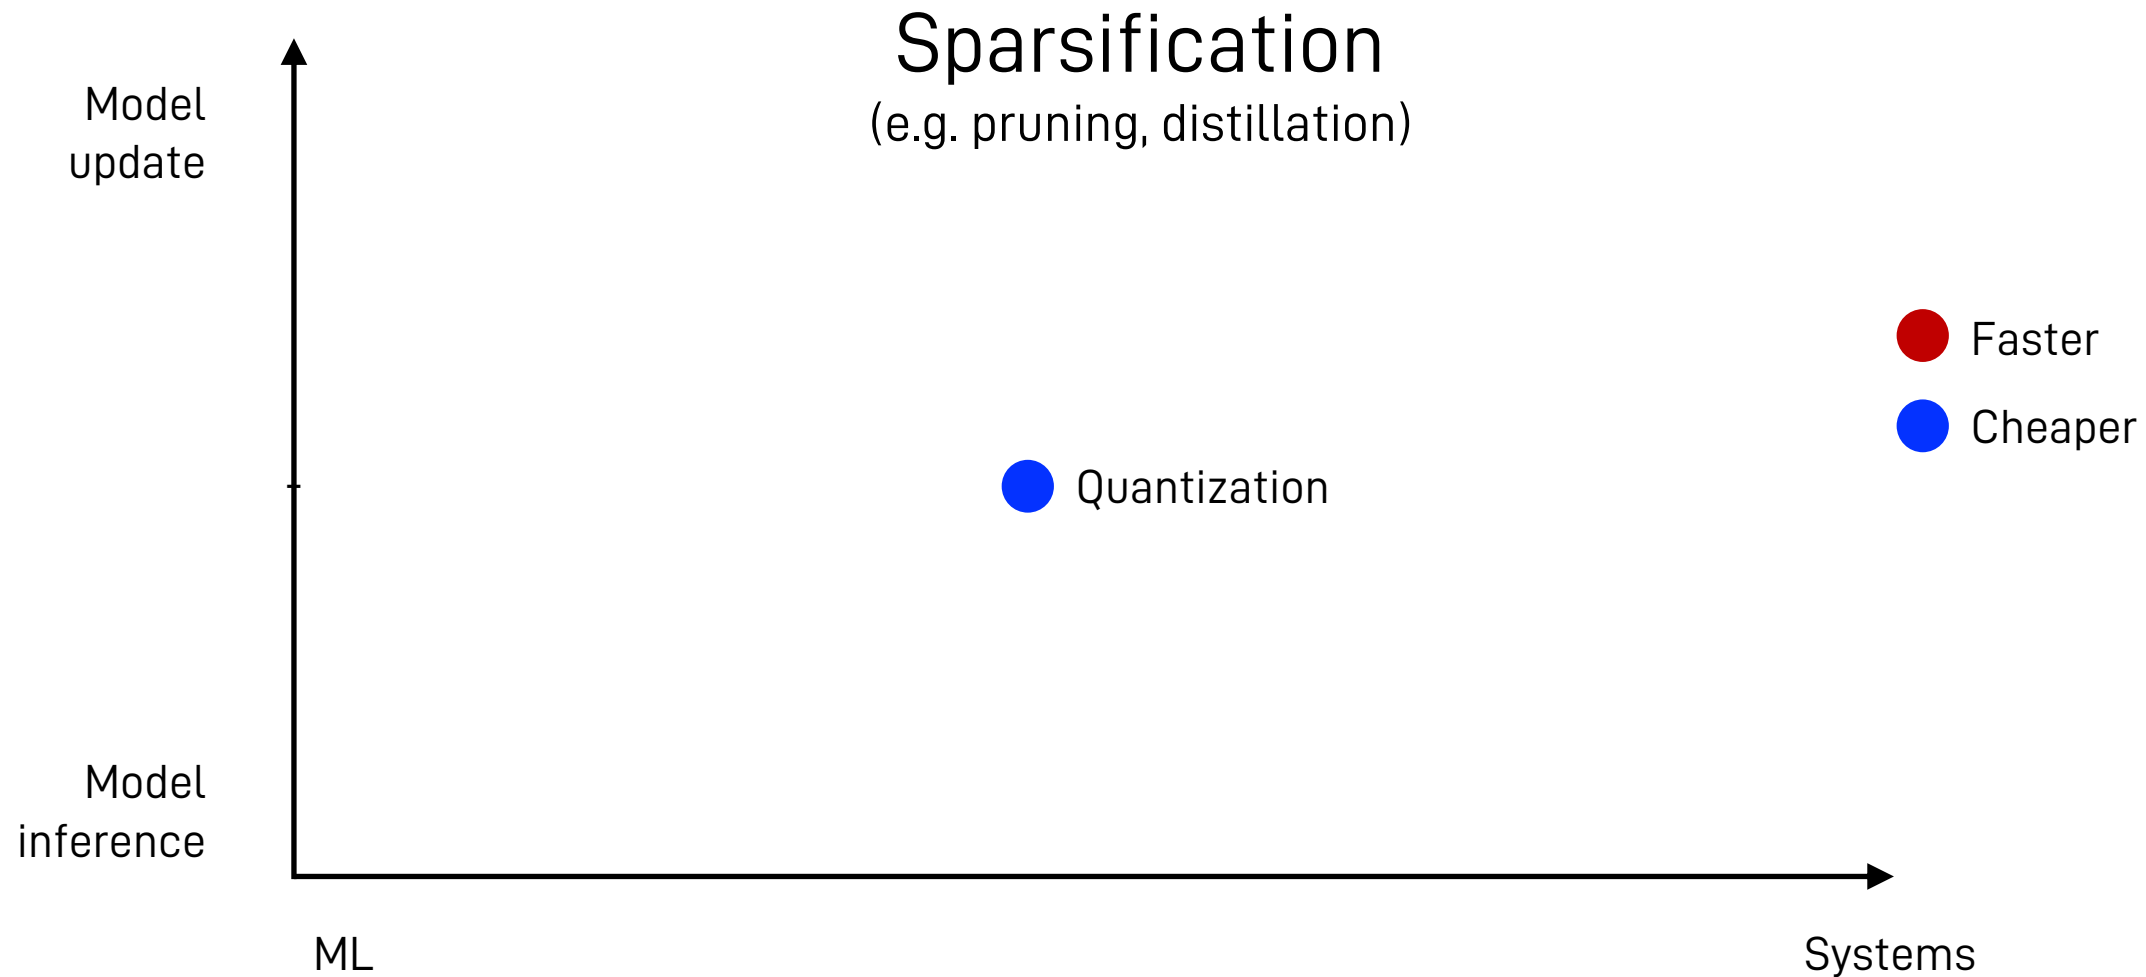 Sparsification
(e.g. pruning, distillation)
Model
update
Faster
Cheaper
Quantization
Model
inference
ML
Systems